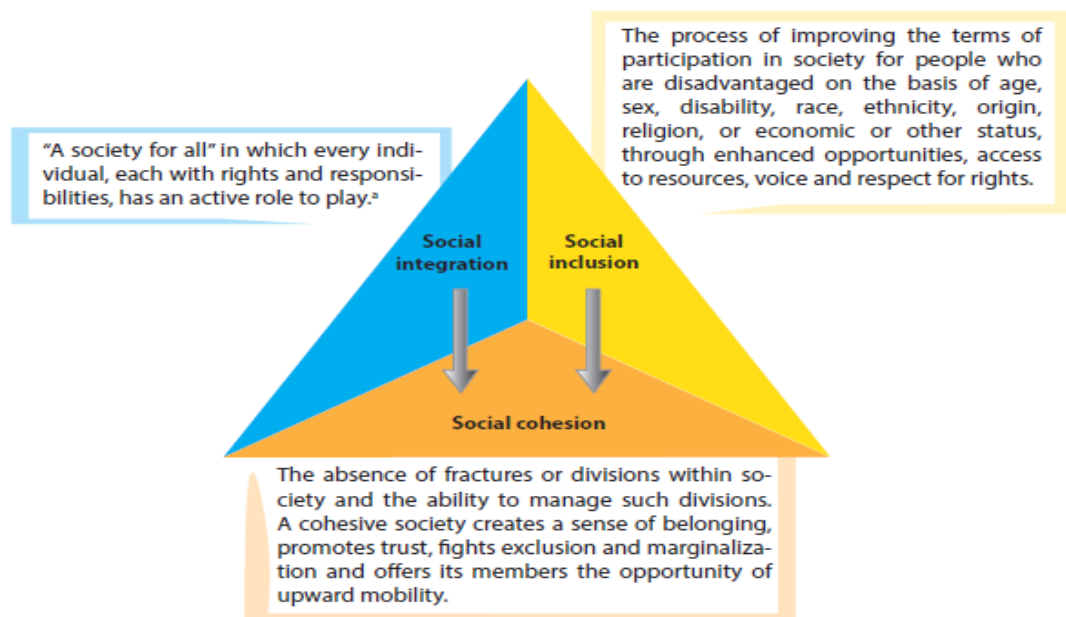 The process of improving the terms of
participation in society for people who
are disadvantaged on the basis of age,
sex, disability, race, ethnicity, origin,
religion, or economic or other status,
through enhanced opportunities, access
to resources, voice and respect for rights.
“A society for all” in which every indi-
vidual, each with rights and responsi-
bilities, has an active role to play.ª
Social
integration
Social
inclusion
Social cohesion
The absence of fractures or divisions within so-
ciety and the ability to manage such divisions.
A cohesive society creates a sense of belonging,
promotes trust, fights exclusion and marginaliza-
tion and offers its members the opportunity of
upward mobility.